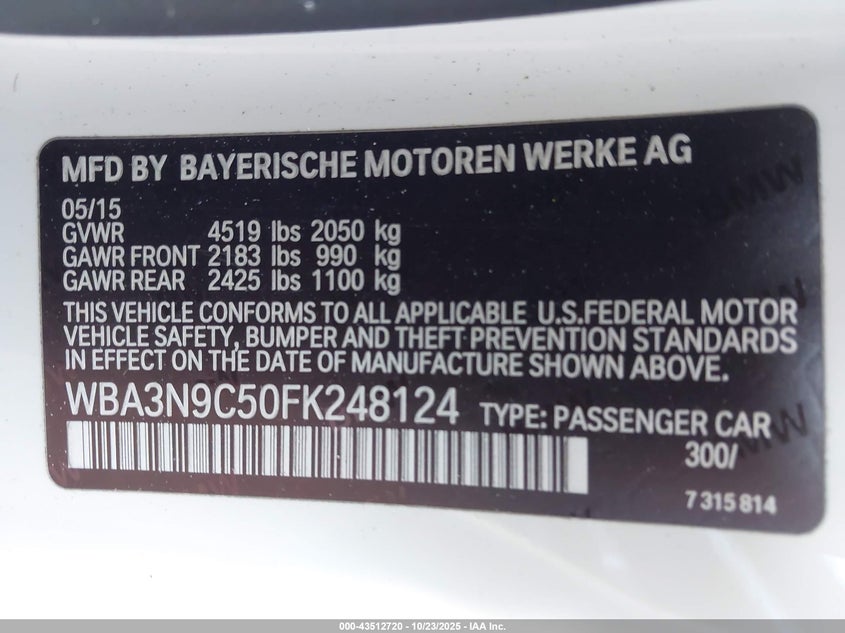 MFD BY BAYERISCHE MOTOREN WERKE AG
05/15
GVWR 4519 lbs 2050 kg
GAWR FRONT 2183 lbs 990 kg
GAWR REAR 2425 lbs 1100 kg
THIS VEHICLE CONFORMS TO ALL APPLICABLE U.S.FEDERAL MOTOR
VEHICLE SAFETY, BUMPER AND THEFT PREVENTION STANDARDS
IN EFFECT ON THE DATE OF MANUFACTURE SHOWN ABOVE.
WBA3N9C50FK248124 TYPE: PASSENGER CAR
300/
7 315 814
BMW
BMW
000-43512720 | 10/23/2025 | IAA Inc.